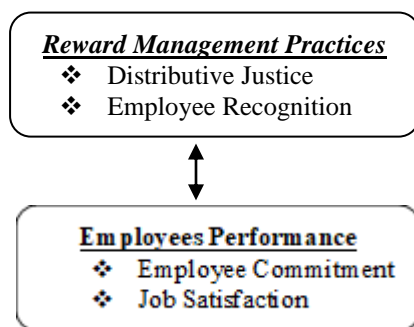 Reward Management Practices
❖ Distributive Justice
❖ Employee Recognition
Employees Performance
❖ Employee Commitment
❖ Job Satisfaction